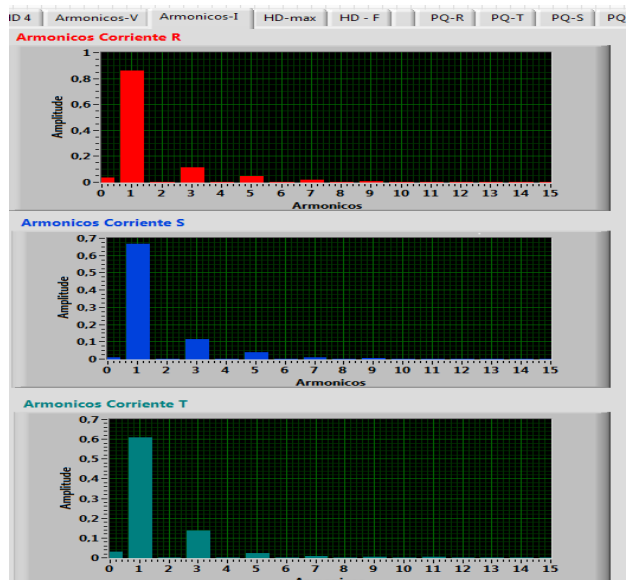 ID 4 Armonicos-V Armonicos-I HD-max HD - F PQ-R PQ-T PQ-S PQ
Armonicos Corriente R
Amplitude
1
0,8
0,6
0,4
0,2
0
0 1 2 3 4 5 6 7 8 9 10 11 12 13 14 15
Armonicos
Armonicos Corriente S
Amplitude
0,7
0,6
0,5
0,4
0,3
0,2
0,1
0
0 1 2 3 4 5 6 7 8 9 10 11 12 13 14 15
Armonicos
Armonicos Corriente T
Amplitude
0,7
0,6
0,5
0,4
0,3
0,2
0,1
0
0 1 2 3 4 5 6 7 8 9 10 11 12 13 14 15